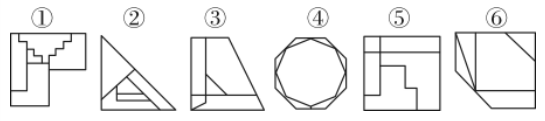 ① ② ③ ④ ⑤ ⑥